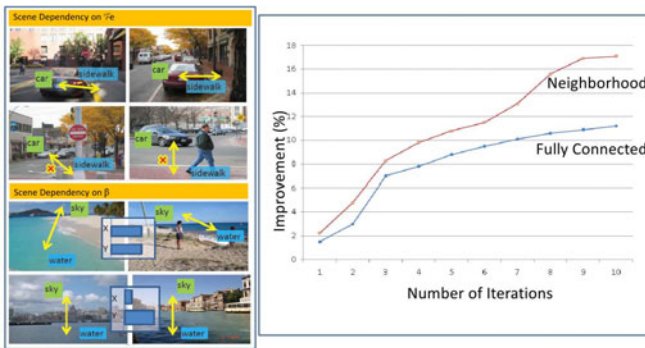 Scene Dependency on Ψe
car
sidewalk
car
sidewalk
car
sidewalk
X
car
X
sidewalk
Scene Dependency on β
sky
water
X
Y
sky
water
sky
water
X
Y
sky
water
Improvement (%)
18
16
14
12
10
8
6
4
2
0
Neighborhood
Fully Connected
1 2 3 4 5 6 7 8 9 10
Number of Iterations